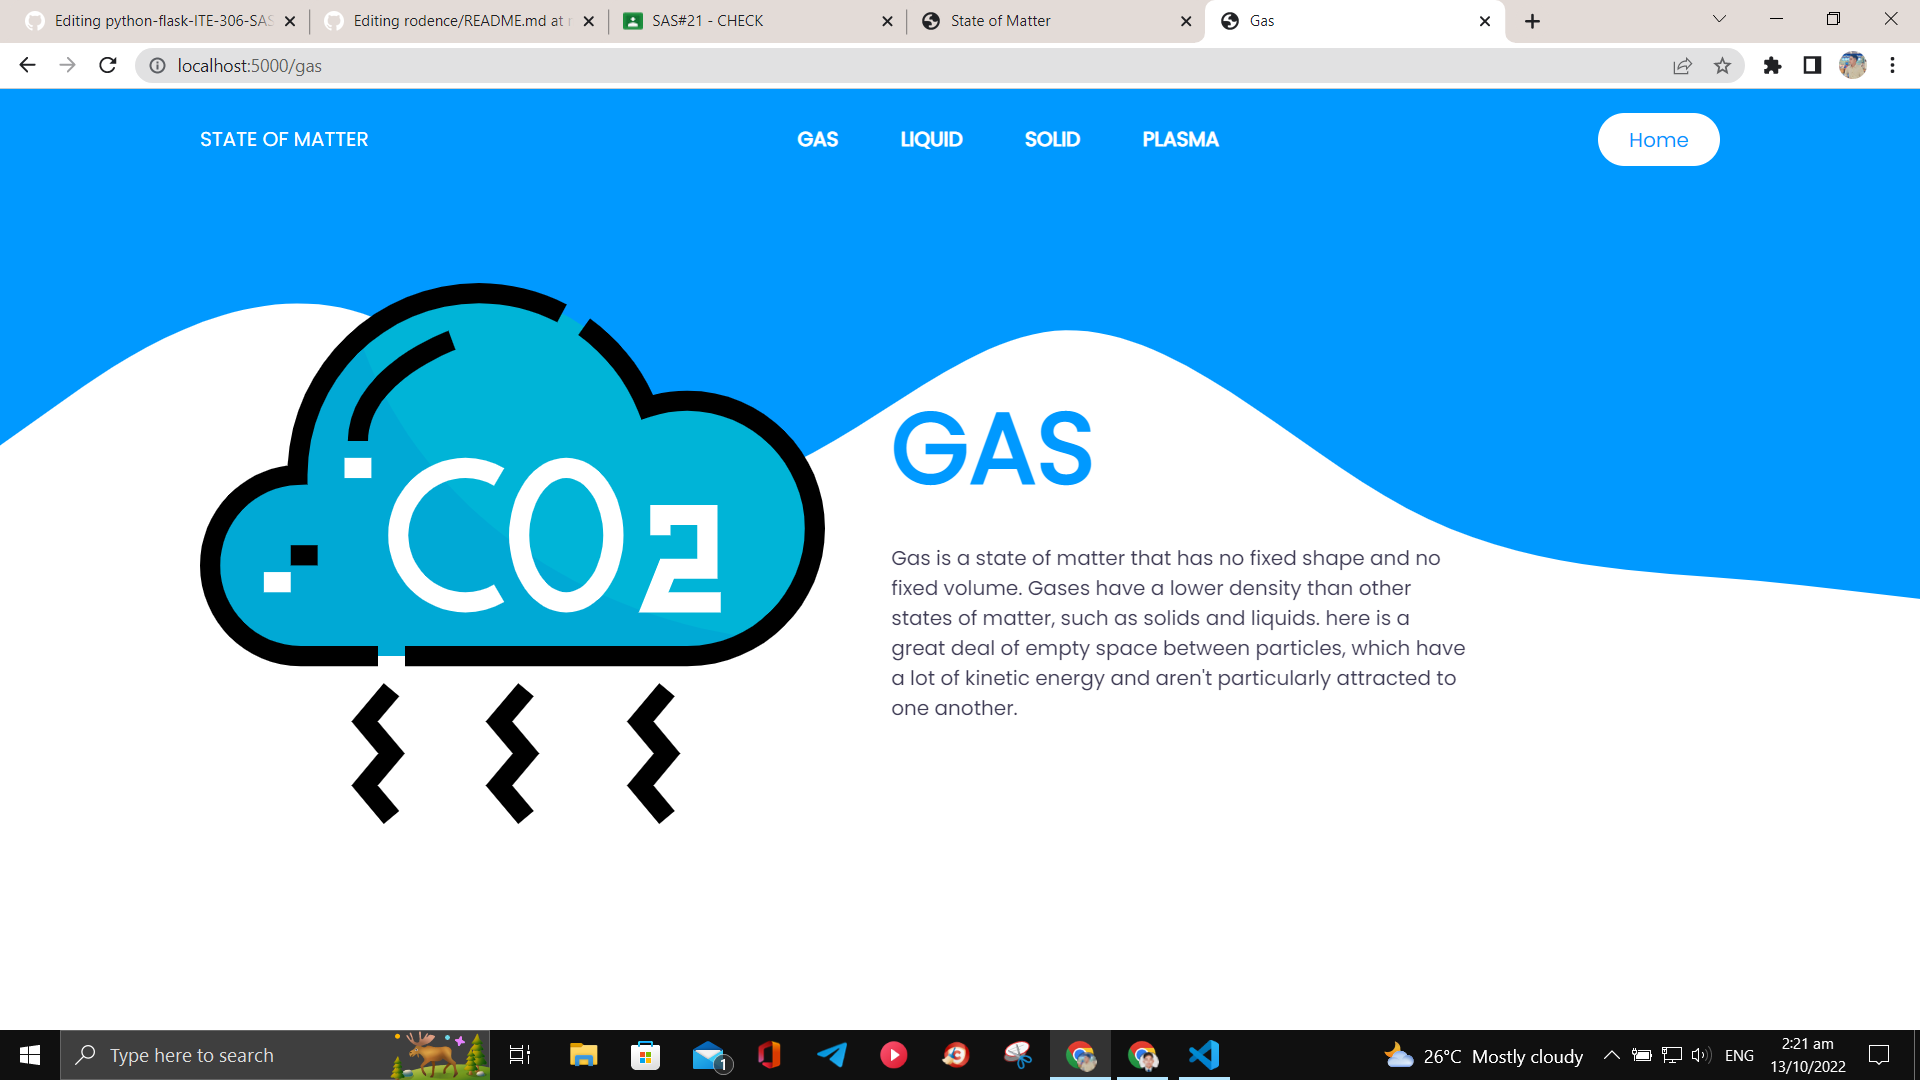 Editing python-flask-ITE-306-SAS
Editing rodence/README.md at
SAS#21 - CHECK
State of Matter
Gas
localhost:5000/gas
STATE OF MATTER
GAS
LIQUID
SOLID
PLASMA
Home
CO2
GAS
Gas is a state of matter that has no fixed shape and no
fixed volume. Gases have a lower density than other
states of matter, such as solids and liquids. here is a
great deal of empty space between particles, which have
a lot of kinetic energy and aren't particularly attracted to
one another.
Type here to search
1
26°C Mostly cloudy
ENG
2:21 am
13/10/2022